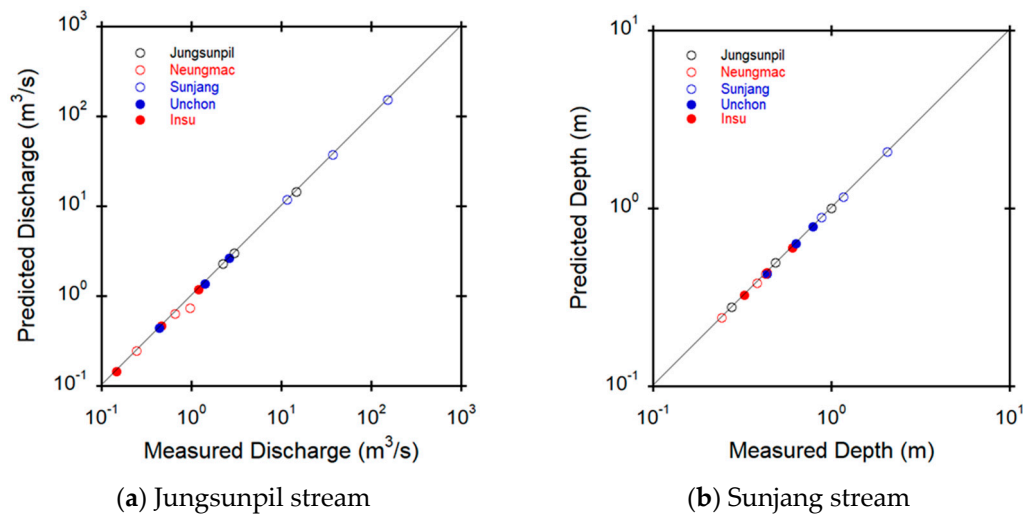 10³
10²
10¹
10⁰
10⁻¹
Predicted Discharge (m³/s)
Jungsunpil
Neungmac
Sunjang
Unchon
Insu
10⁻¹ 10⁰ 10¹ 10² 10³
Measured Discharge (m³/s)
(a) Jungsunpil stream
10¹
10⁰
10⁻¹
Predicted Depth (m)
Jungsunpil
Neungmac
Sunjang
Unchon
Insu
10⁻¹ 10⁰ 10¹
Measured Depth (m)
(b) Sunjang stream